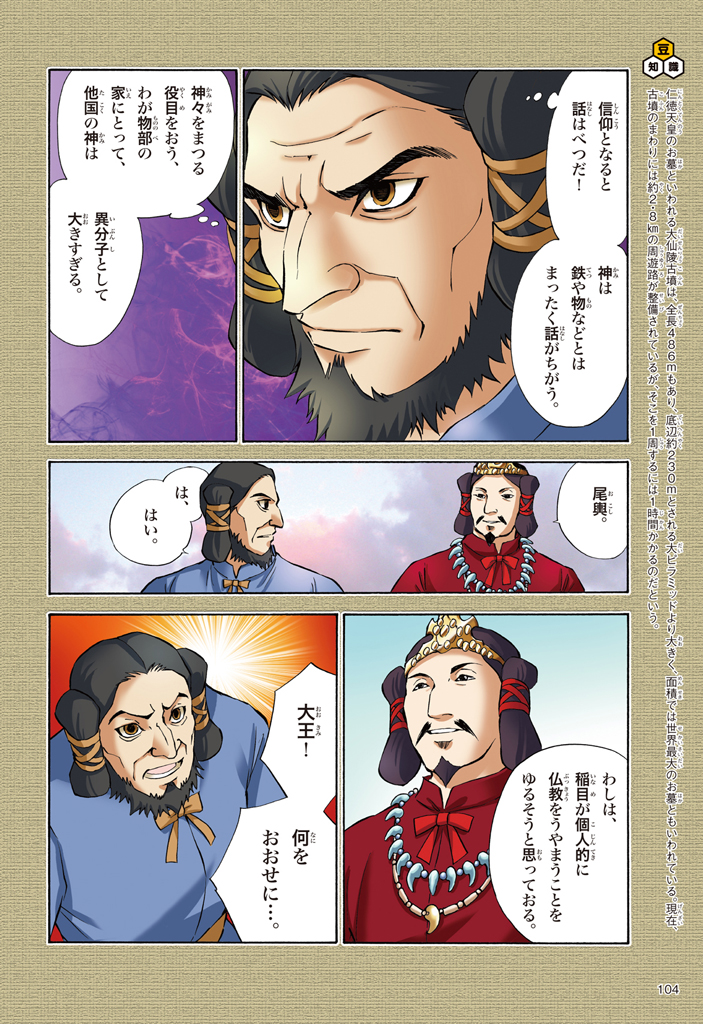 豆
知識
仁徳天皇のお墓といわれる大仙陵古墳は、全長486mもあり、底辺約230mとされる大ピラミッドより大きく、面積では世界最大のお墓ともいわれている。現在、
古墳のまわりには約2・8㎞の周遊路が整備されているが、そこを1周するには1時間かかるのだという。
信仰となると
話はべつだ!
神は
鉄や物などとは
まったく話がちがう。
神々をまつる
役目をおう、
わが物部の
家にとって、
他国の神は
異分子として
大きすぎる。
尾輿。
は、
はい。
わしは、
稲目が個人的に
仏教をうやまうことを
ゆるそうと思っておる。
大王!
何を
おおせに…。
104